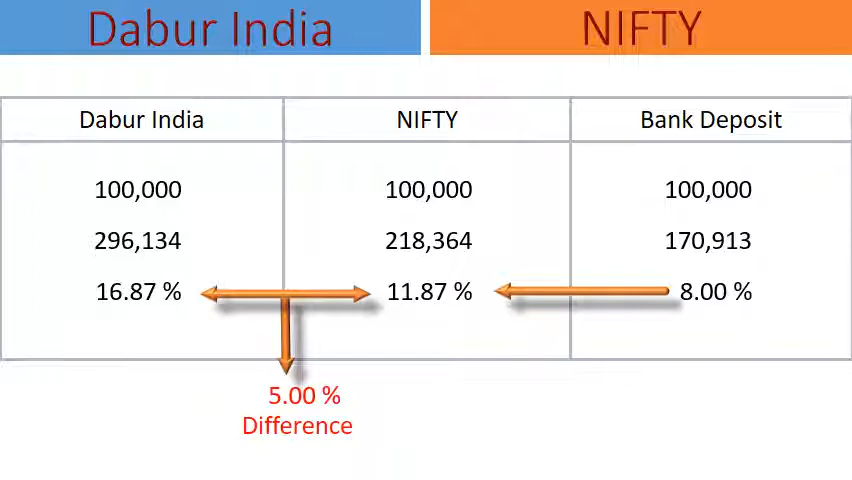 Dabur India NIFTY
Dabur India NIFTY Bank Deposit
100,000 100,000 100,000
296,134 218,364 170,913
16.87 % 11.87 % 8.00 %
5.00 %
Difference